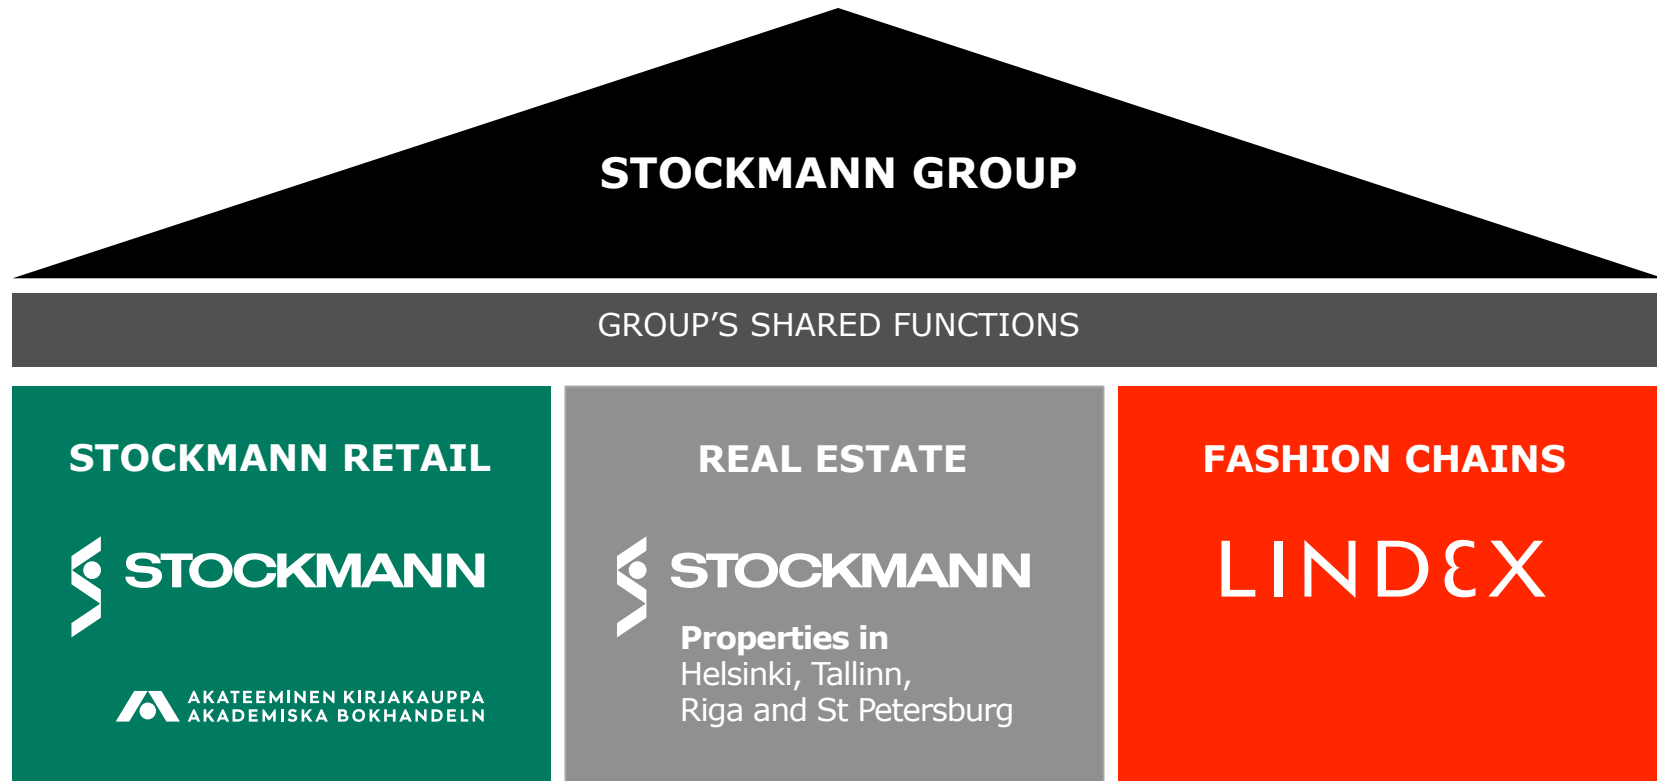 STOCKMANN GROUP
GROUP’S SHARED FUNCTIONS
STOCKMANN RETAIL
STOCKMANN
AKATEEMINEN KIRJAKAUPPA
AKADEMISKA BOKHANDELN
REAL ESTATE
STOCKMANN
Properties in
Helsinki, Tallinn,
Riga and St Petersburg
FASHION CHAINS
LINDEX